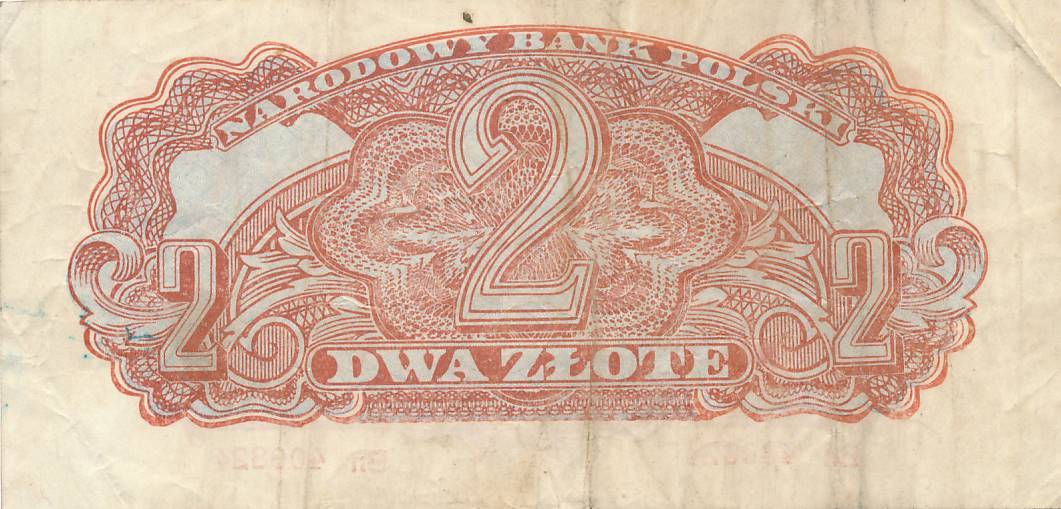 NARODOWY BANK POLSKI
2
2 2
DWA ZŁOTE